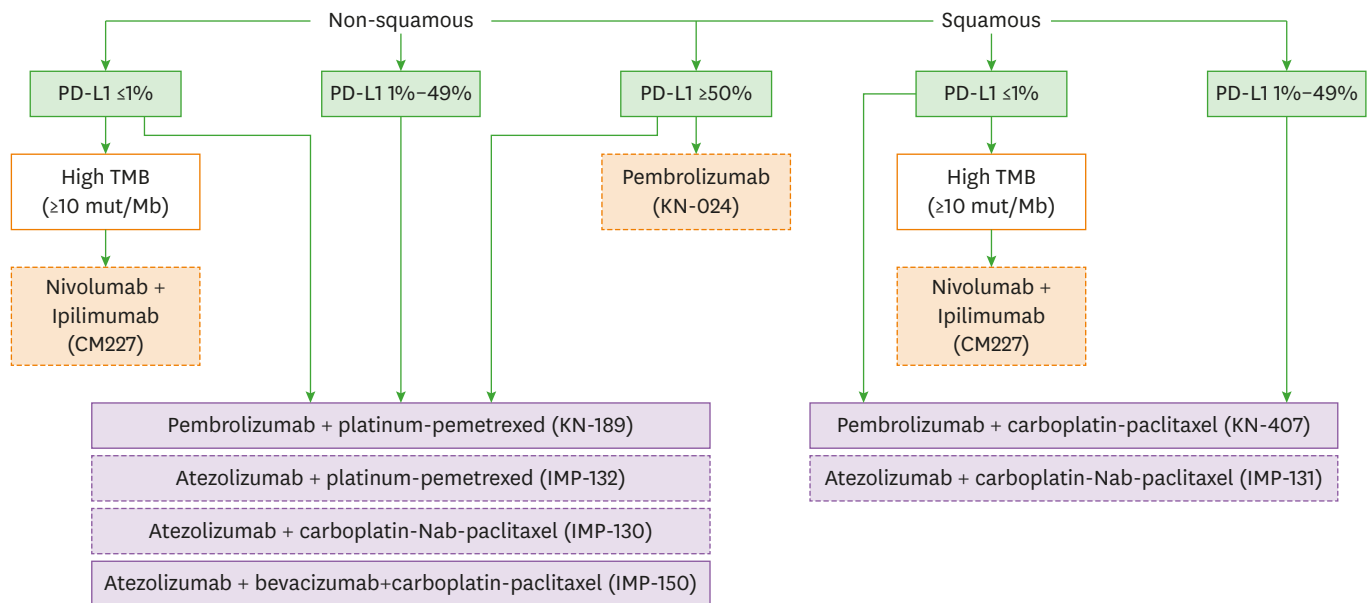 Non-squamous
Squamous
PD-L1 ≤1%
PD-L1 1%–49%
PD-L1 ≥50%
PD-L1 ≤1%
PD-L1 1%–49%
High TMB
(≥10 mut/Mb)
Pembrolizumab
(KN-024)
High TMB
(≥10 mut/Mb)
Nivolumab +
Ipilimumab
(CM227)
Nivolumab +
Ipilimumab
(CM227)
Pembrolizumab + platinum-pemetrexed (KN-189)
Atezolizumab + platinum-pemetrexed (IMP-132)
Atezolizumab + carboplatin-Nab-paclitaxel (IMP-130)
Atezolizumab + bevacizumab+carboplatin-paclitaxel (IMP-150)
Pembrolizumab + carboplatin-paclitaxel (KN-407)
Atezolizumab + carboplatin-Nab-paclitaxel (IMP-131)